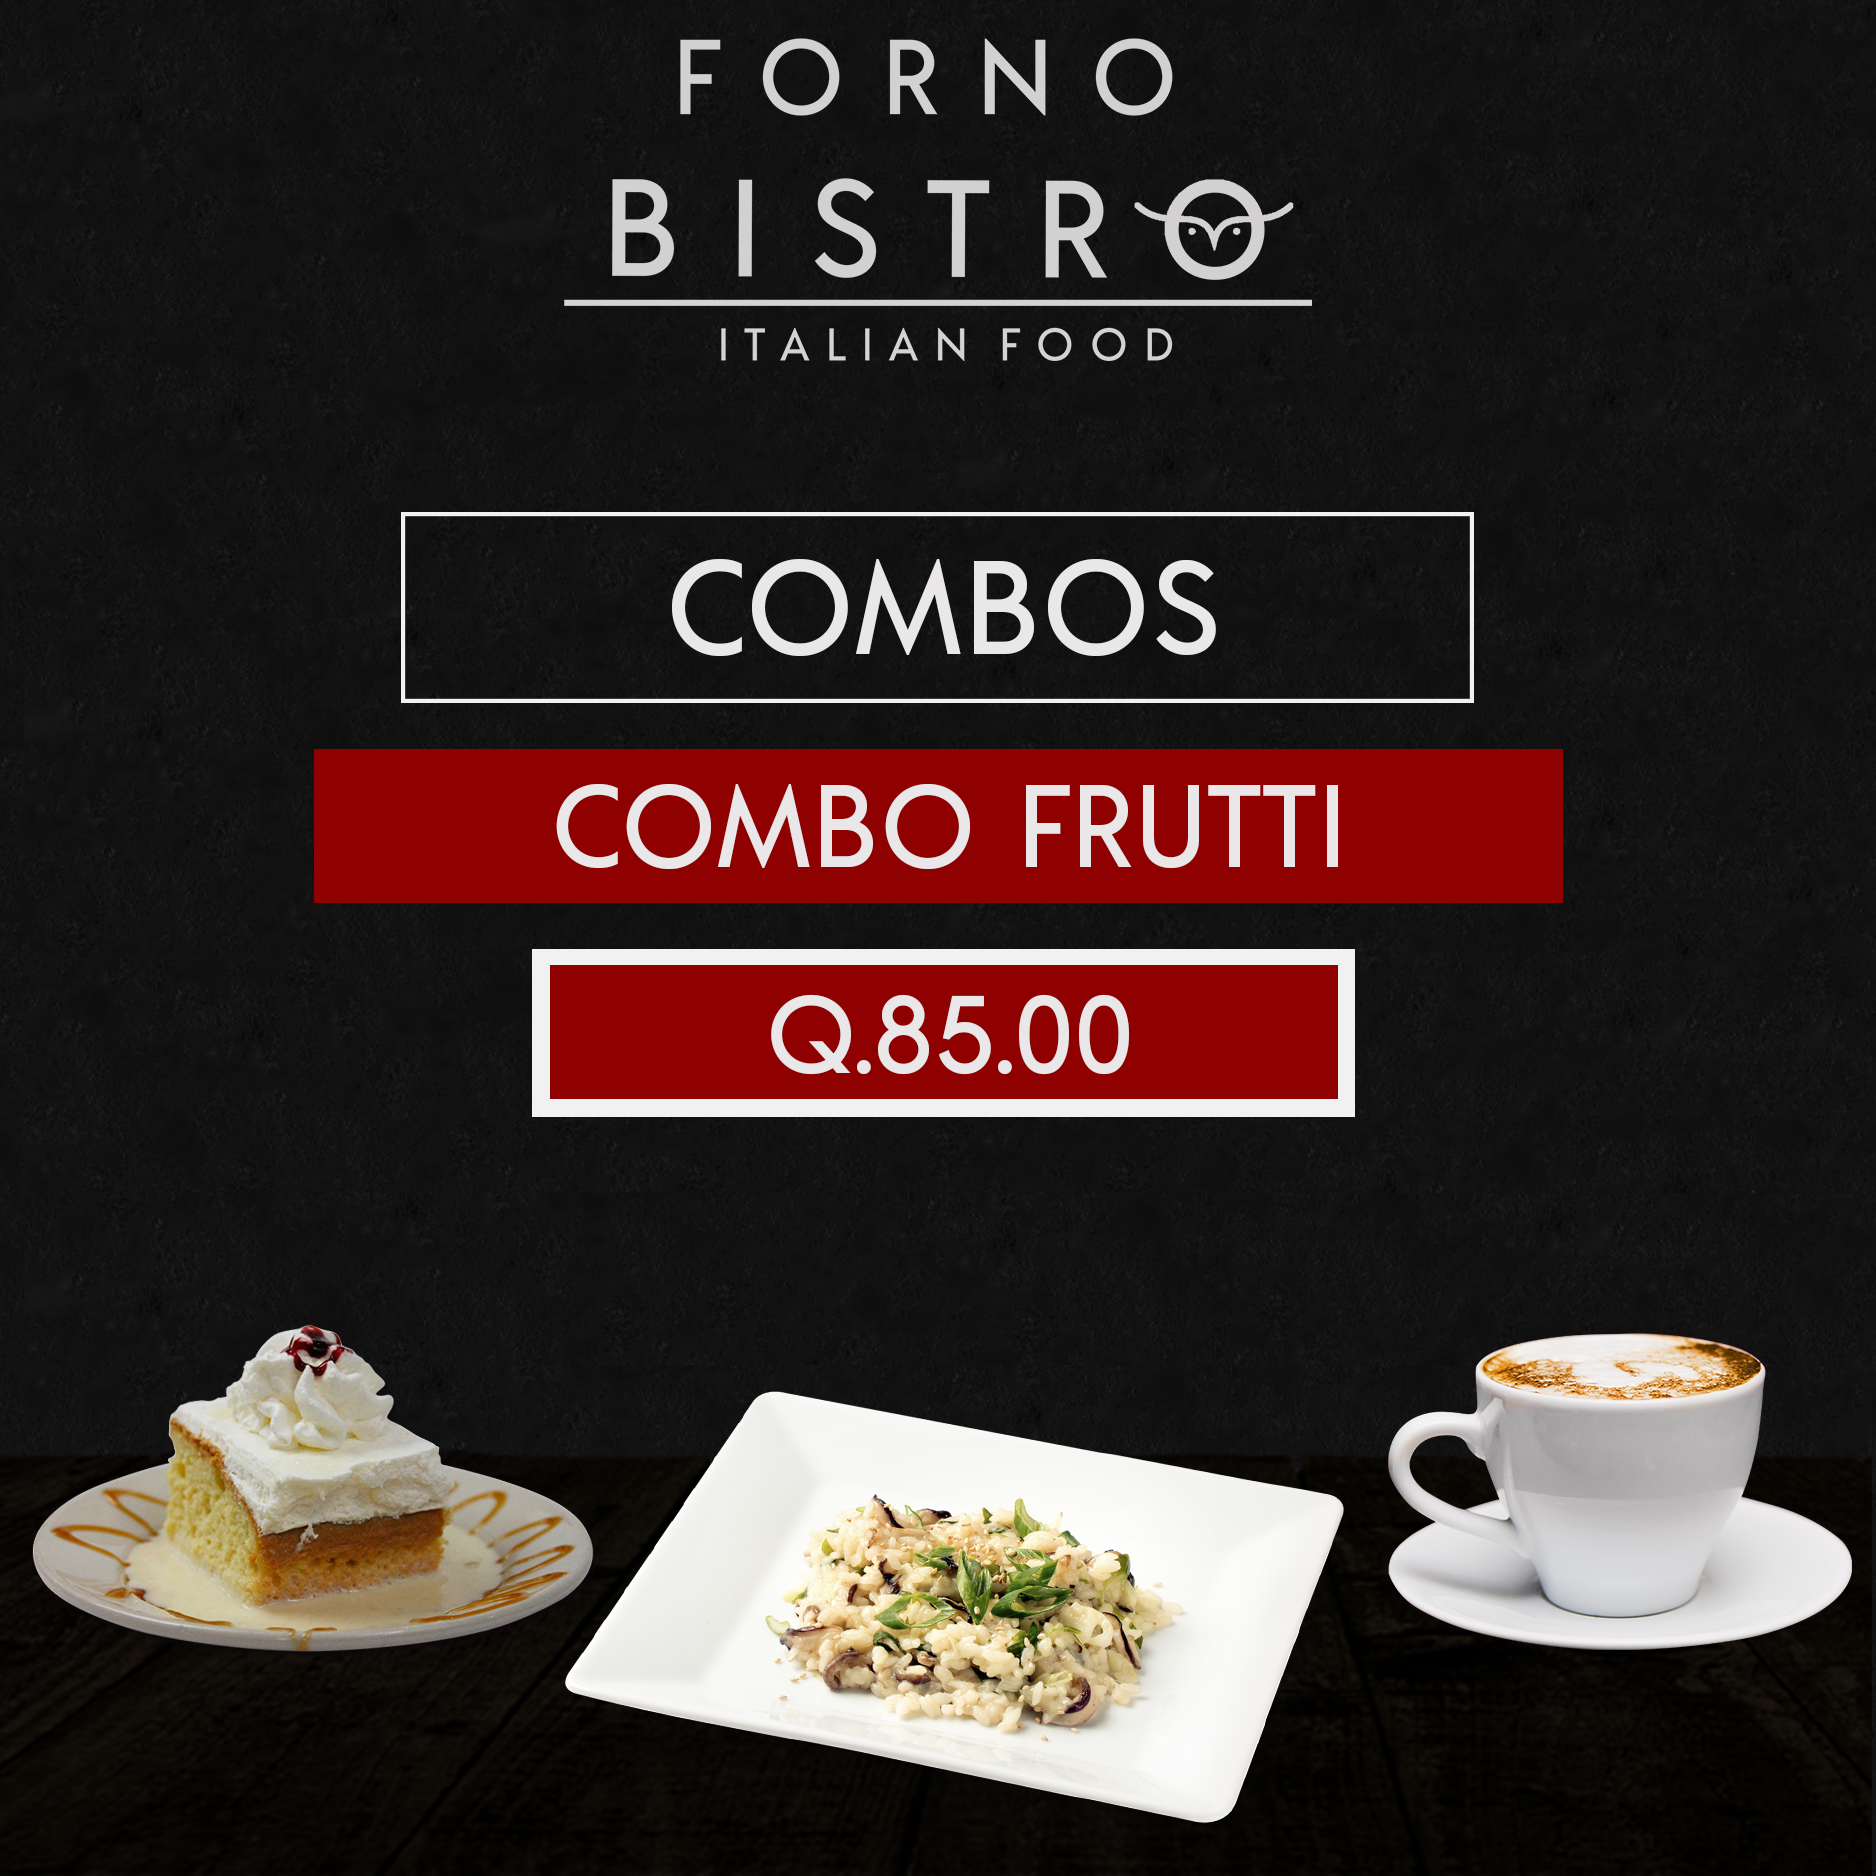 FORNO
BISTRO
ITALIAN FOOD
COMBOS
COMBO FRUTTI
Q.85.00